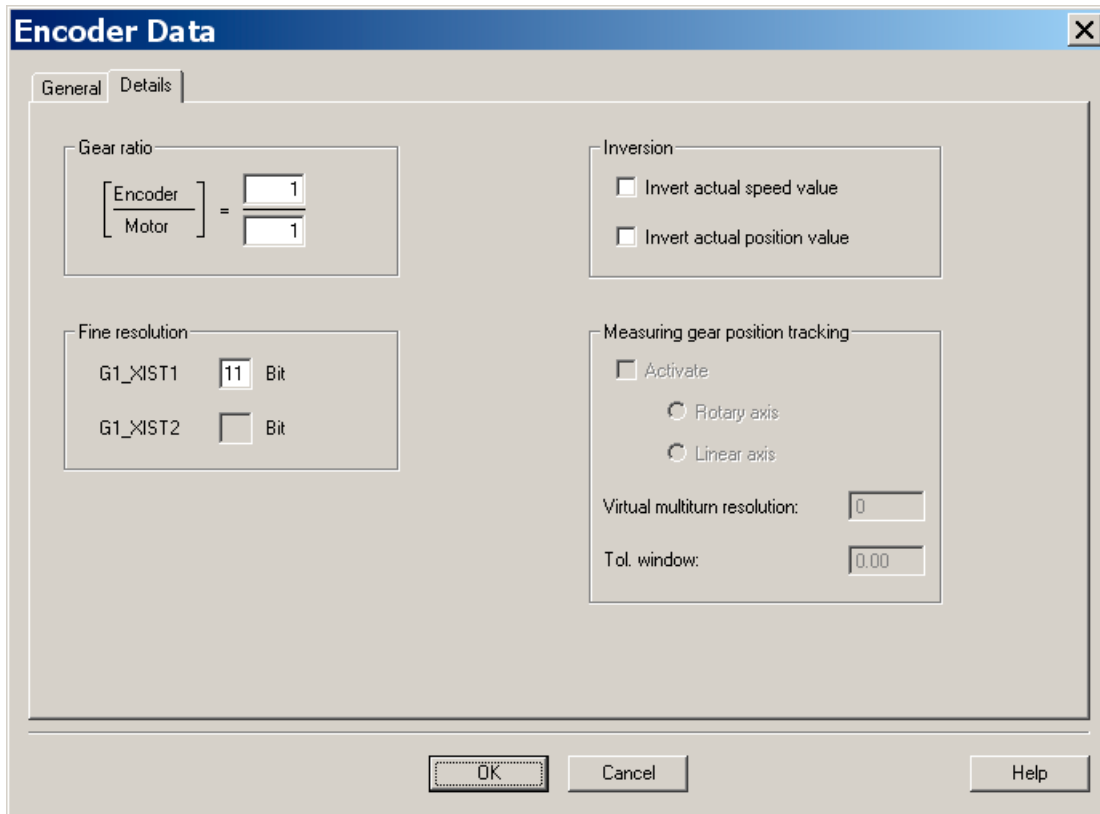 Encoder Data
General Details
Gear ratio
Encoder
Motor
=
1
1
Inversion
Invert actual speed value
Invert actual position value
Fine resolution
G1_XIST1 11 Bit
G1_XIST2 Bit
Measuring gear position tracking
Activate
Rotary axis
Linear axis
Virtual multiturn resolution: 0
Tol. window: 0.00
OK Cancel Help